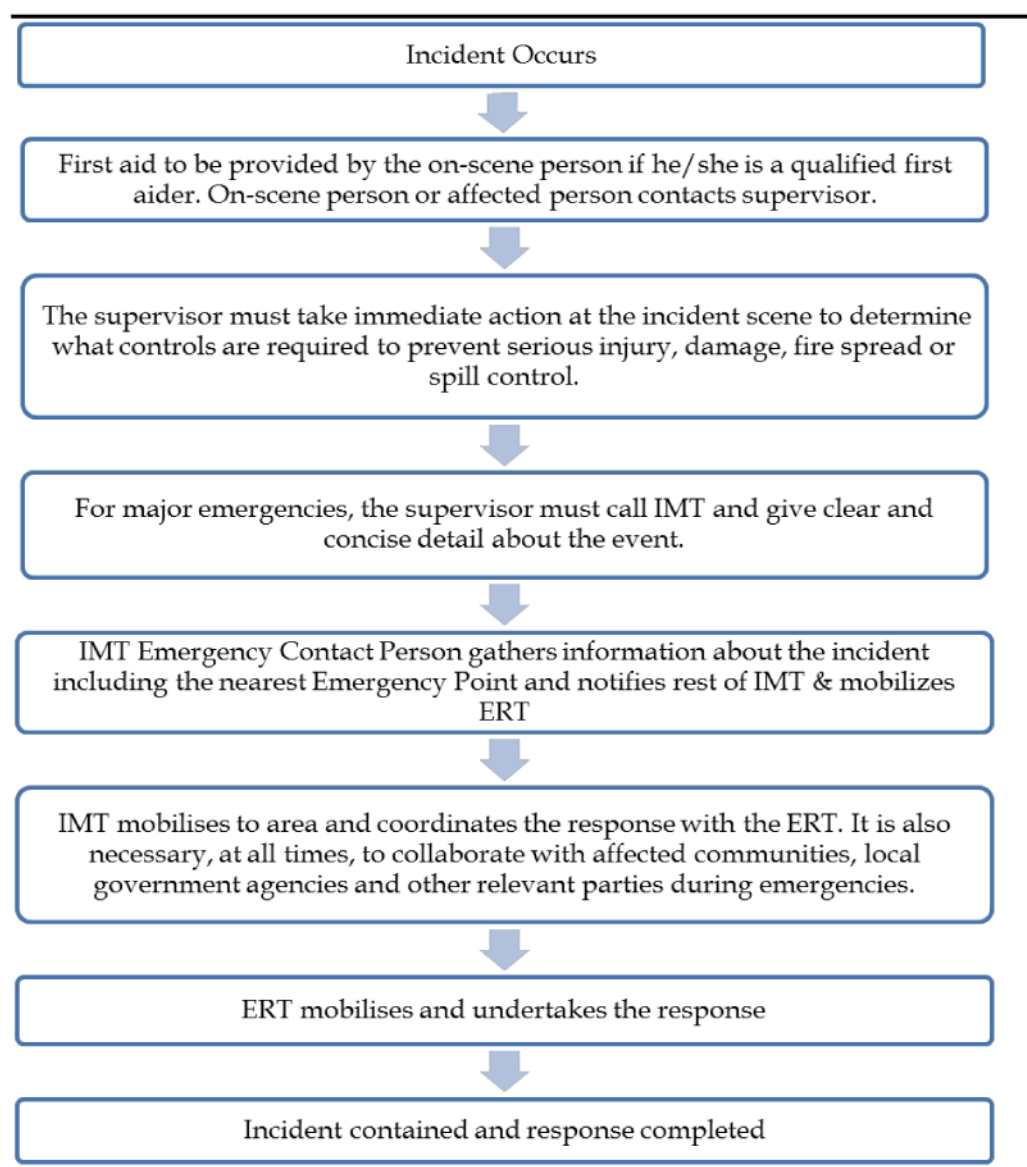 Incident Occurs
First aid to be provided by the on-scene person if he/she is a qualified first
aider. On-scene person or affected person contacts supervisor.
The supervisor must take immediate action at the incident scene to determine
what controls are required to prevent serious injury, damage, fire spread or
spill control.
For major emergencies, the supervisor must call IMT and give clear and
concise detail about the event.
IMT Emergency Contact Person gathers information about the incident
including the nearest Emergency Point and notifies rest of IMT & mobilizes
ERT
IMT mobilises to area and coordinates the response with the ERT. It is also
necessary, at all times, to collaborate with affected communities, local
government agencies and other relevant parties during emergencies.
ERT mobilises and undertakes the response
Incident contained and response completed